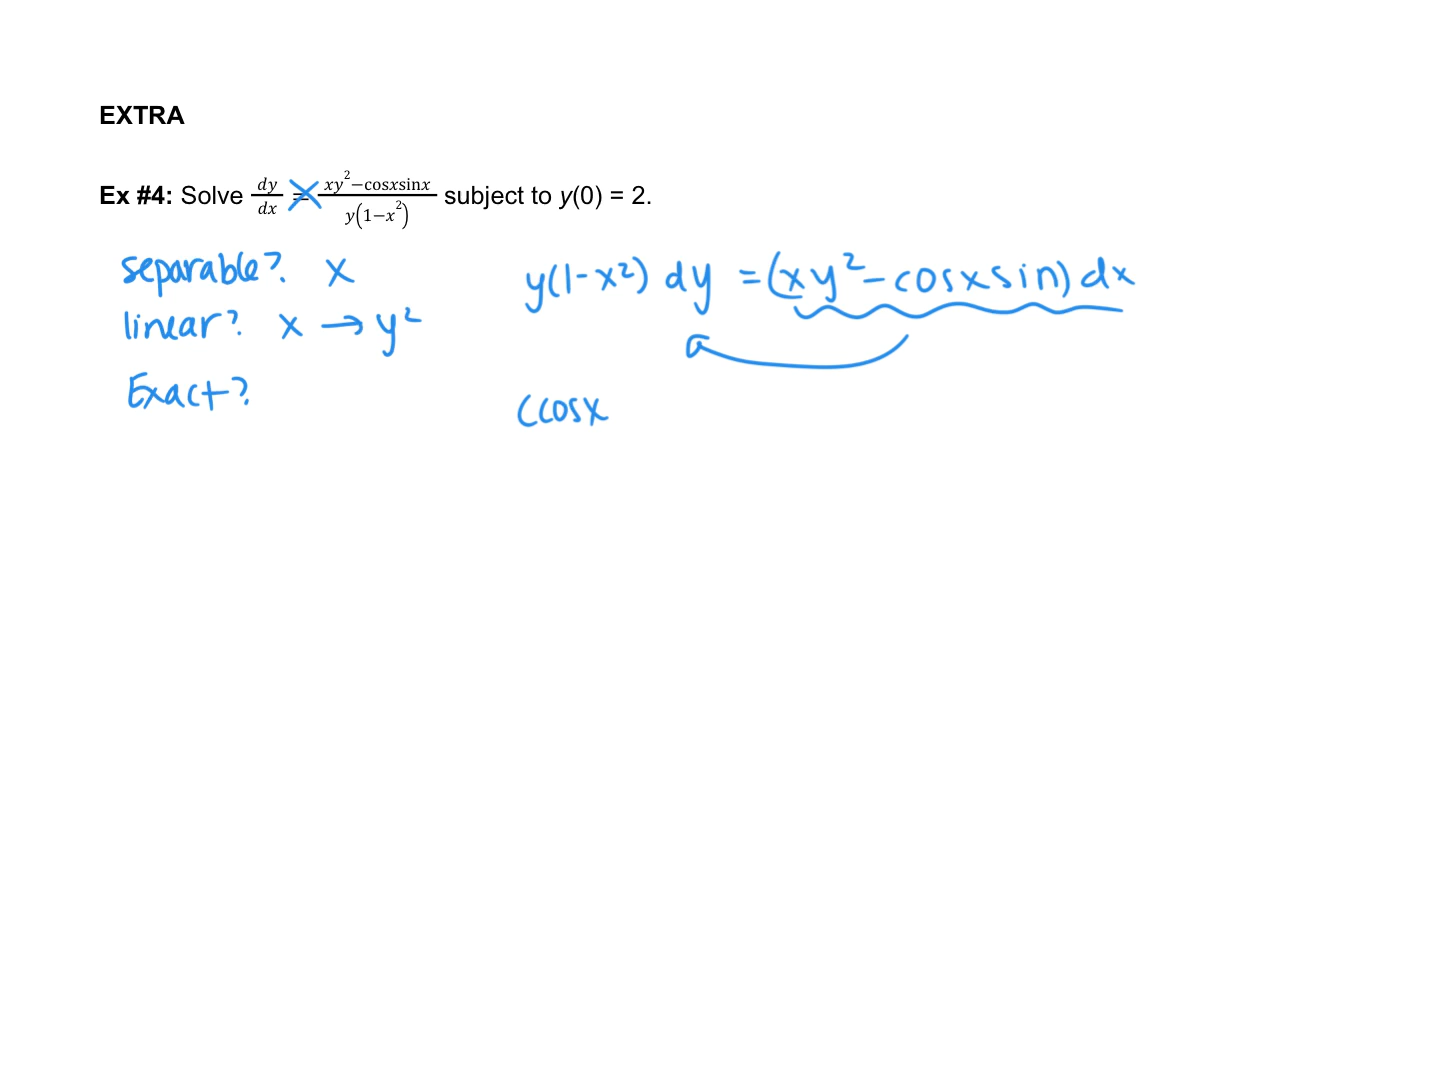 EXTRA
Ex #4: Solve dy/dx = (xy²−cosxsinx)/(y(1−x²)) subject to y(0) = 2.
separable? x
y(1-x²) dy = (xy²-cosxsin) dx
linear? x → y²
Exact?
(cosx